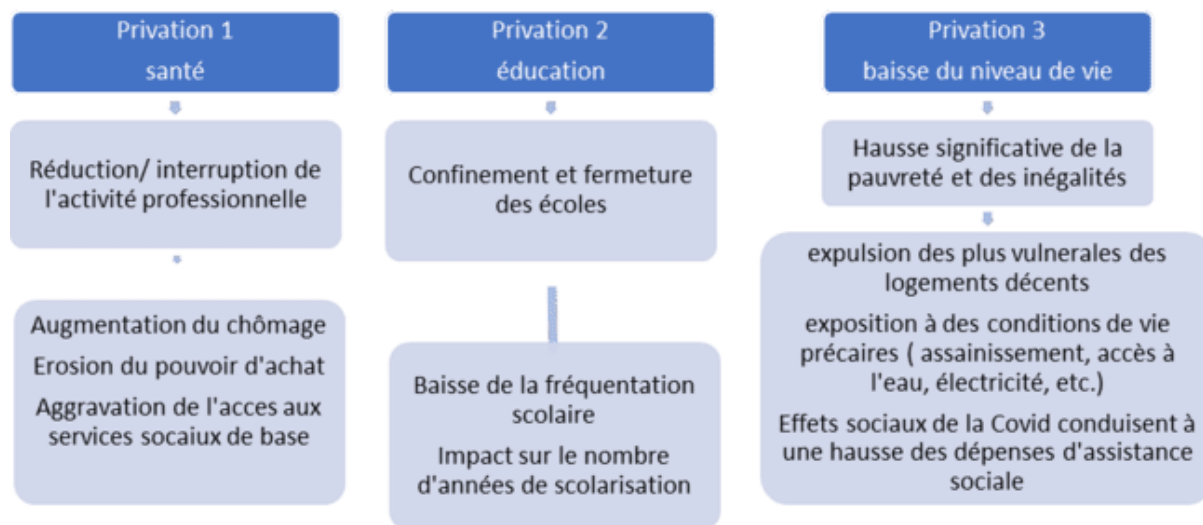 Privation 1
santé
Réduction/ interruption de
l'activité professionnelle
Augmentation du chômage
Erosion du pouvoir d'achat
Aggravation de l'acces aux
services socaiux de base
Privation 2
éducation
Confinement et fermeture
des écoles
Baisse de la fréquentation
scolaire
Impact sur le nombre
d'années de scolarisation
Privation 3
baisse du niveau de vie
Hausse significative de la
pauvreté et des inégalités
expulsion des plus vulnerales des
logements décents
exposition à des conditions de vie
précaires ( assainissement, accès à
l'eau, électricité, etc.)
Effets sociaux de la Covid conduisent à
une hausse des dépenses d'assistance
sociale